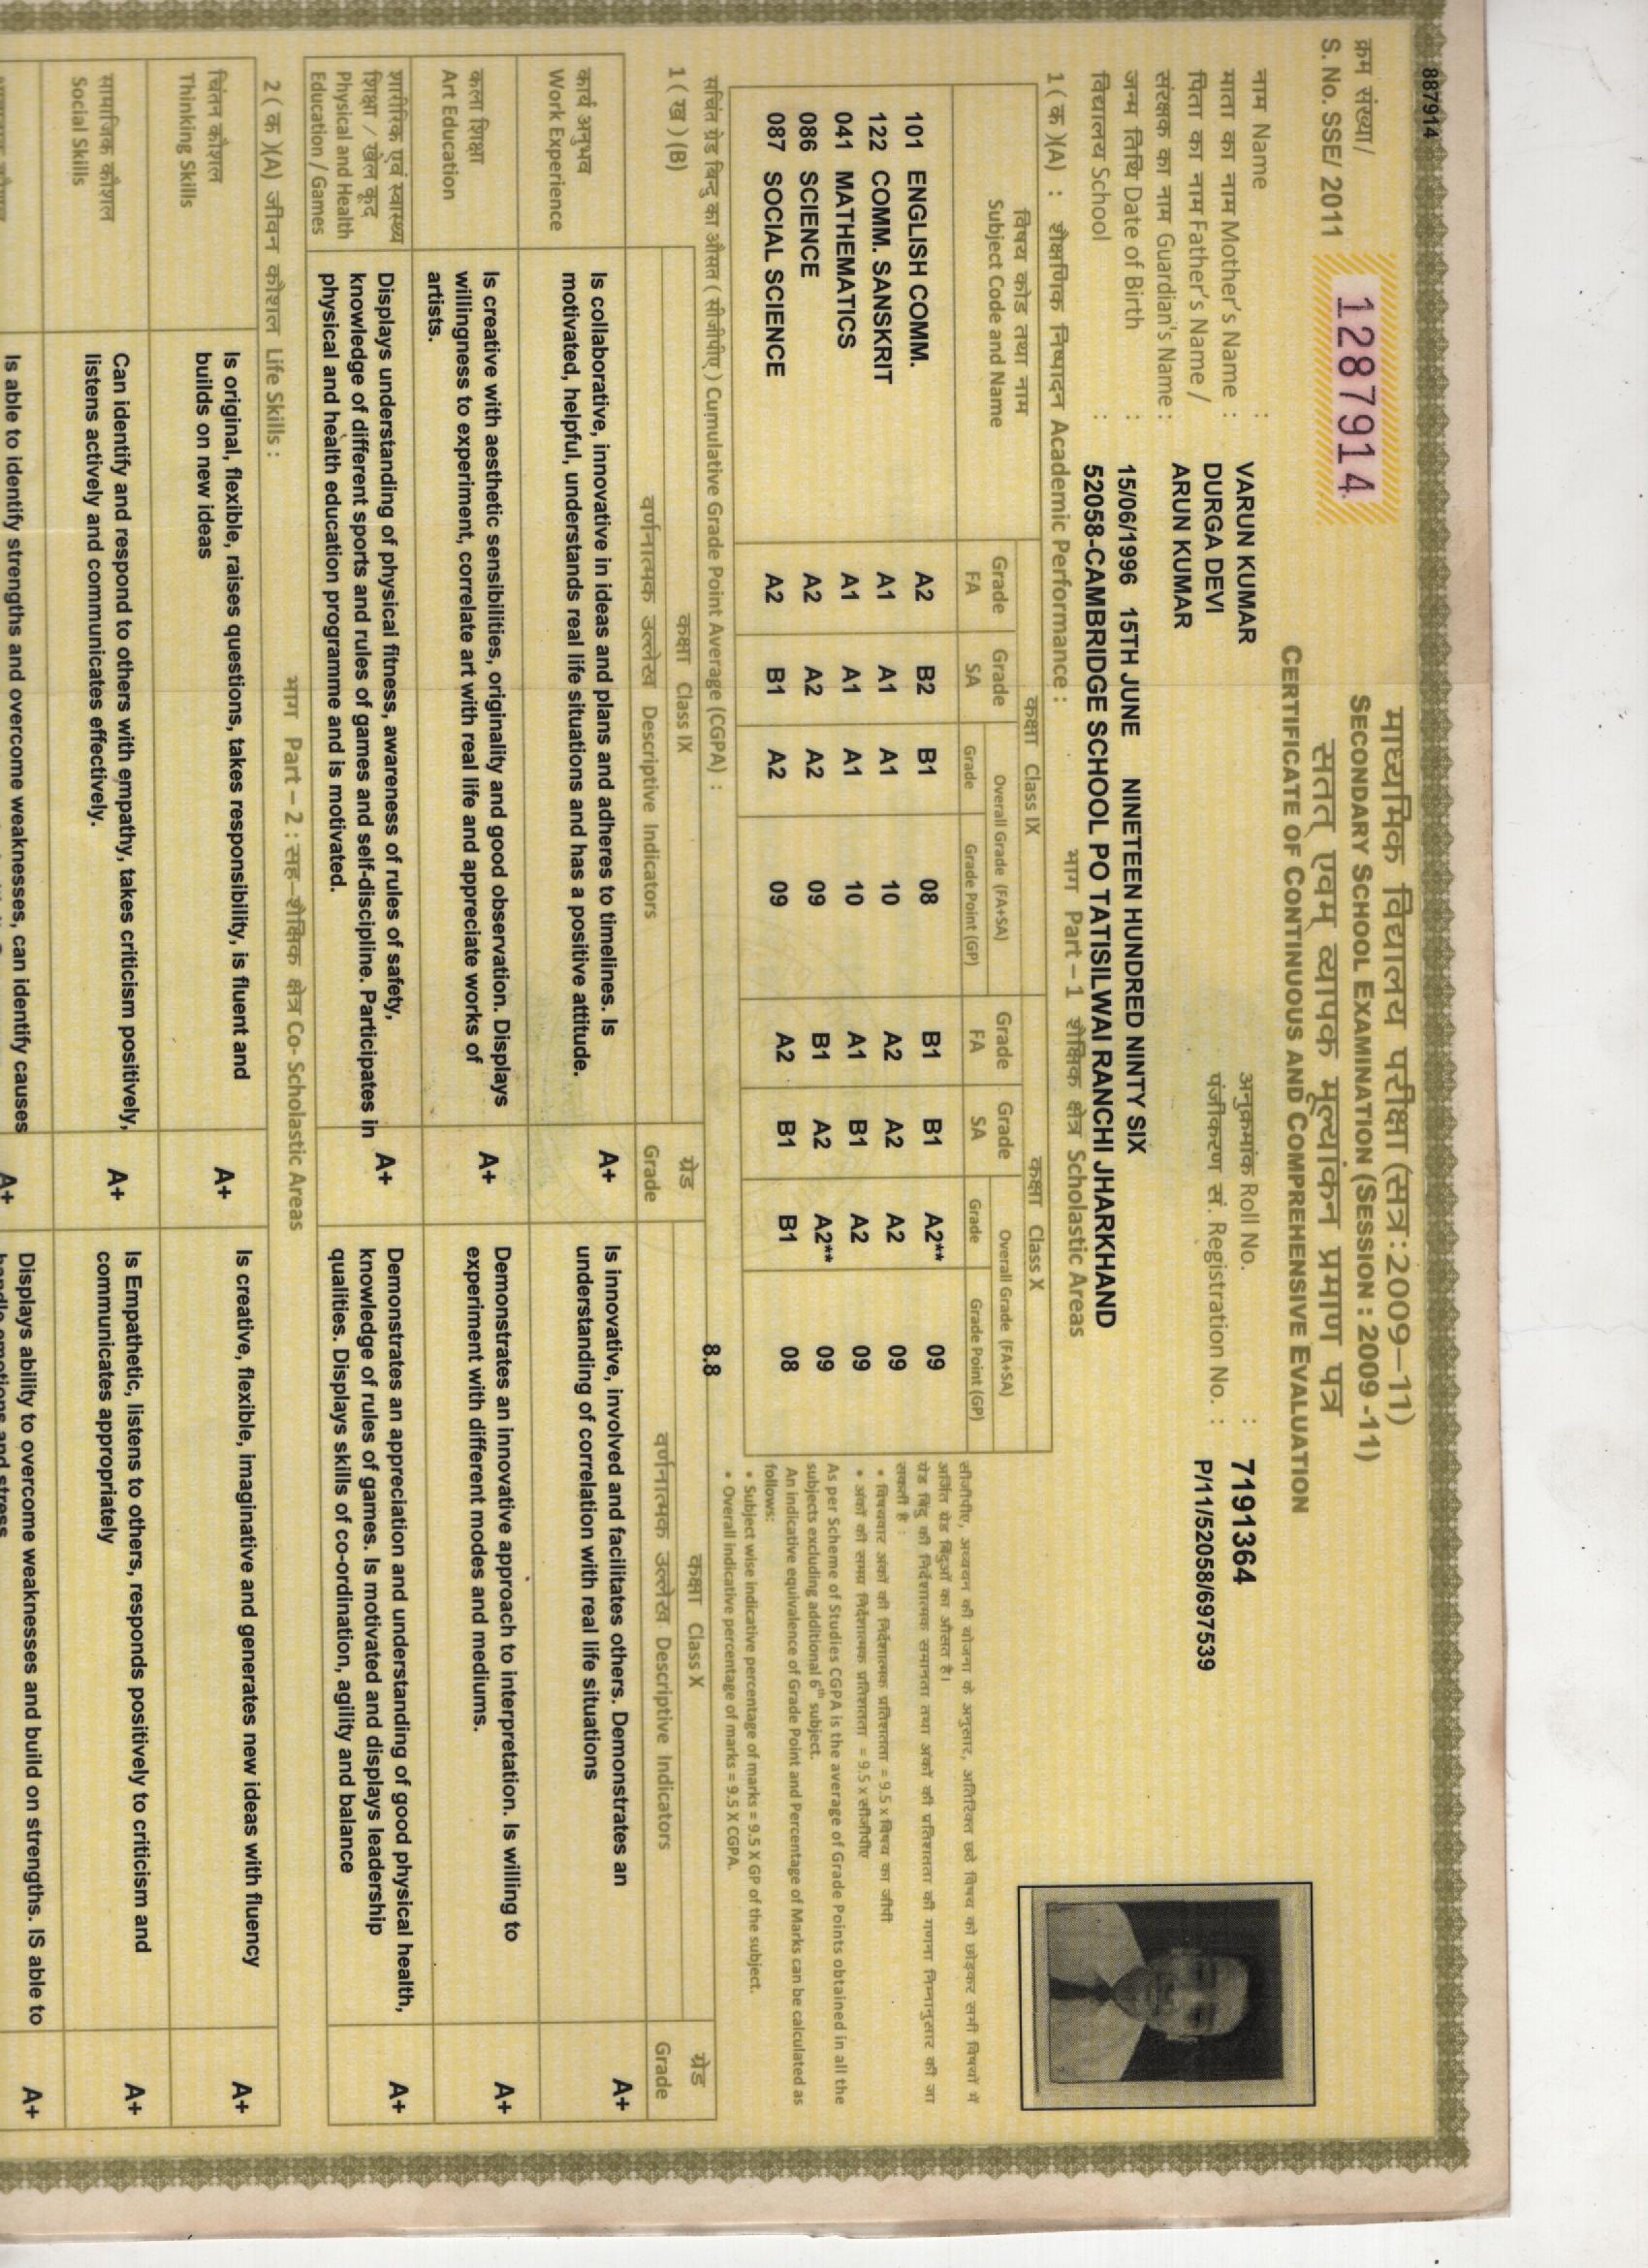 887914
क्रम संख्या/
S. No. SSE/ 2011
1287914
माध्यमिक विद्यालय परीक्षा (सत्र:2009–11)
SECONDARY SCHOOL EXAMINATION (SESSION : 2009 -11)
सतत् एवम् व्यापक मूल्यांकन प्रमाण पत्र
CERTIFICATE OF CONTINUOUS AND COMPREHENSIVE EVALUATION
नाम Name : VARUN KUMAR
माता का नाम Mother's Name : DURGA DEVI
पिता का नाम Father's Name / ARUN KUMAR
संरक्षक का नाम Guardian's Name :
अनुक्रमांक Roll No. : 7191364
पंजीकरण सं. Registration No. : P/11/52058/697539
जन्म तिथि Date of Birth : 15/06/1996 15TH JUNE NINETEEN HUNDRED NINTY SIX
विद्यालय School : 52058-CAMBRIDGE SCHOOL PO TATISILWAI RANCHI JHARKHAND
भाग Part – 1 शैक्षिक क्षेत्र Scholastic Areas
1 ( क )(A) : शैक्षणिक निष्पादन Academic Performance :
विषय कोड तथा नाम
Subject Code and Name
कक्षा Class IX
कक्षा Class X
Grade FA Grade SA Overall Grade (FA+SA) Grade FA Grade SA Overall Grade (FA+SA)
Grade Grade Point (GP) Grade Grade Point (GP)
101 ENGLISH COMM. A2 B2 B1 08 B1 B1 A2** 09
122 COMM. SANSKRIT A1 A1 A1 10 A2 A2 A2 09
041 MATHEMATICS A1 A1 A1 10 A1 B1 A2 09
086 SCIENCE A2 A2 A2 09 B1 A2 A2** 09
087 SOCIAL SCIENCE A2 B1 A2 09 A2 B1 B1 08
सीजीपीए, अध्ययन की योजना के अनुसार, अतिरिक्त छठे विषय को छोड़कर सभी विषयों में
अर्जित ग्रेड बिंदुओं का औसत है।
ग्रेड बिंदु की निर्देशात्मक समानता तथा अंकों की प्रतिशतता की गणना निम्नानुसार की जा
सकती है :
• विषयवार अंकों की निर्देशात्मक प्रतिशतता = 9.5 x विषय का जीपी
• अंकों की समग्र निर्देशात्मक प्रतिशतता = 9.5 x सीजीपीए
As per Scheme of Studies CGPA is the average of Grade Points obtained in all the
subjects excluding additional 6th subject.
An indicative equivalence of Grade Point and Percentage of Marks can be calculated as
follows:
• Subject wise indicative percentage of marks = 9.5 X GP of the subject.
• Overall indicative percentage of marks = 9.5 X CGPA.
सचिंत ग्रेड बिन्दु का औसत ( सीजीपीए ) Cumulative Grade Point Average (CGPA) : 8.8
1 ( ख ) (B)
कक्षा Class IX
ग्रेड
Grade
कक्षा Class X
ग्रेड
Grade
वर्णनात्मक उल्लेख Descriptive Indicators
वर्णनात्मक उल्लेख Descriptive Indicators
कार्य अनुभव
Work Experience
Is collaborative, innovative in ideas and plans and adheres to timelines. Is
motivated, helpful, understands real life situations and has a positive attitude.
A+
Is innovative, involved and facilitates others. Demonstrates an
understanding of correlation with real life situations
A+
कला शिक्षा
Art Education
Is creative with aesthetic sensibilities, originality and good observation. Displays
willingness to experiment, correlate art with real life and appreciate works of
artists.
A+
Demonstrates an innovative approach to interpretation. Is willing to
experiment with different modes and mediums.
A+
शारीरिक एवं स्वास्थ्य
शिक्षा / खेल कूद
Physical and Health
Education / Games
Displays understanding of physical fitness, awareness of rules of safety,
knowledge of different sports and rules of games and self-discipline. Participates in
physical and health education programme and is motivated.
A+
Demonstrates an appreciation and understanding of good physical health,
knowledge of rules of games. Is motivated and displays leadership
qualities. Displays skills of co-ordination, agility and balance
A+
भाग Part – 2 : सह–शैक्षिक क्षेत्र Co- Scholastic Areas
2 ( क )(A) जीवन कौशल Life Skills :
चिंतन कौशल
Thinking Skills
Is original, flexible, raises questions, takes responsibility, is fluent and
builds on new ideas
A+
Is creative, flexible, imaginative and generates new ideas with fluency
A+
सामाजिक कौशल
Social Skills
Can identify and respond to others with empathy, takes criticism positively,
listens actively and communicates effectively.
A+
Is Empathetic, listens to others, responds positively to criticism and
communicates appropriately
A+
Is able to identify strengths and overcome weaknesses, can identify causes
A+
Displays ability to overcome weaknesses and build on strengths. IS able to
handle emotions and stress
A+